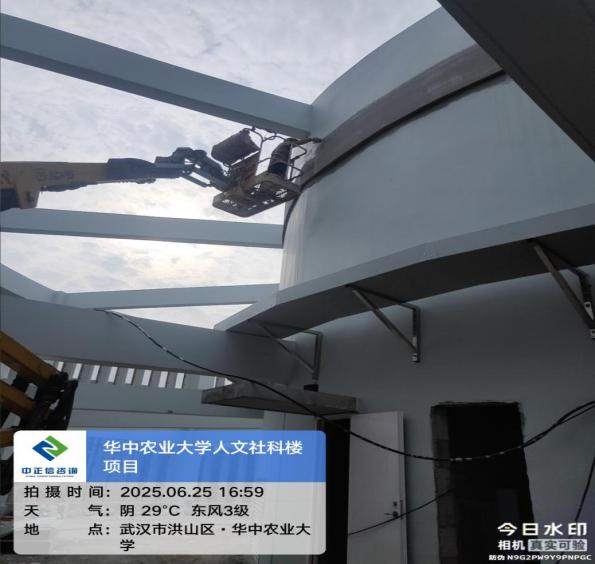 中正信咨询
华中农业大学人文社科楼
项目
拍摄时间：2025.06.25 16:59
天　　气：阴 29°C 东风3级
地　　点：武汉市洪山区·华中农业大
学
今日水印
相机 真实可验
防伪 N9G2PW9Y9PNPGC